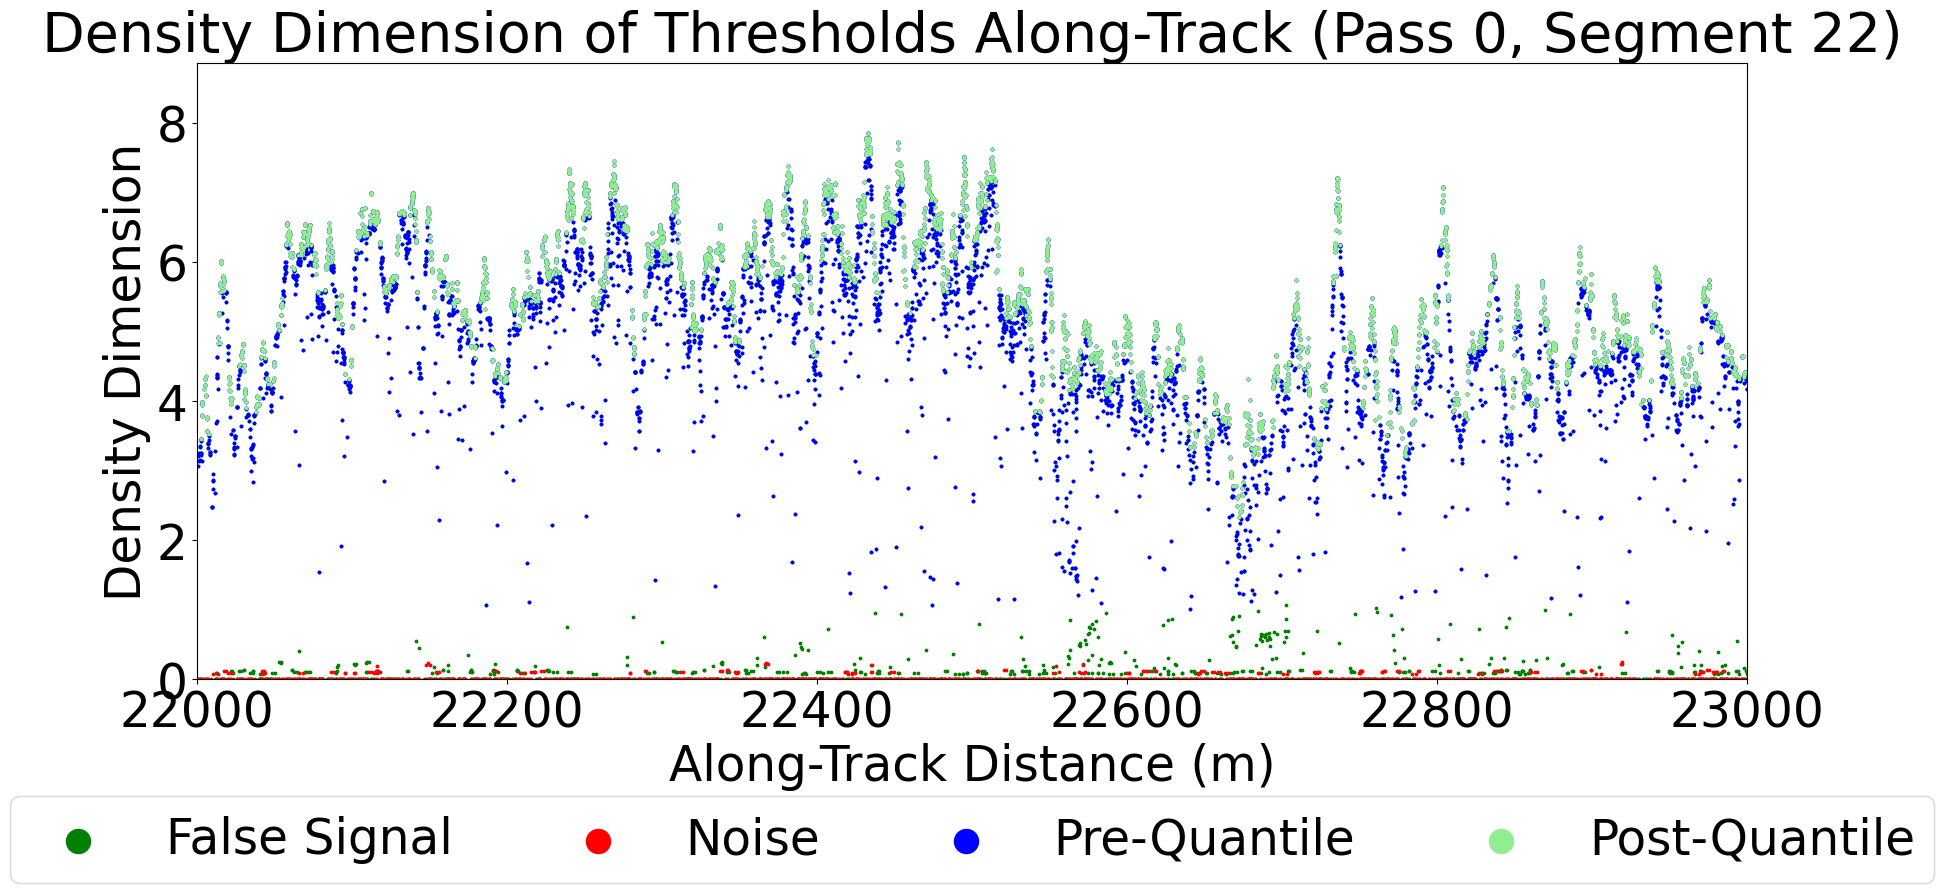 Density Dimension of Thresholds Along-Track (Pass 0, Segment 22)
Density Dimension
8
6
4
2
0
22000 22200 22400 22600 22800 23000
Along-Track Distance (m)
False Signal Noise Pre-Quantile Post-Quantile